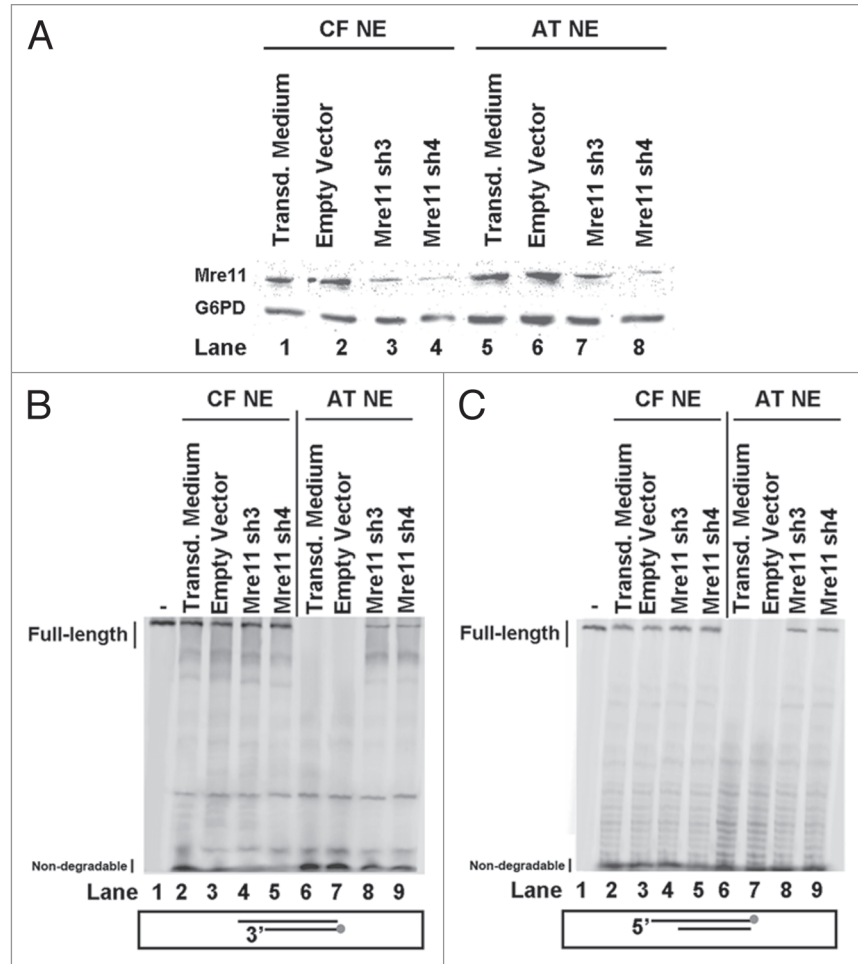 A
CF NE AT NE
Transd. Medium
Empty Vector
Mre11 sh3
Mre11 sh4
Transd. Medium
Empty Vector
Mre11 sh3
Mre11 sh4
Mre11
G6PD
Lane 1 2 3 4 5 6 7 8
B
CF NE AT NE
-
Transd. Medium
Empty Vector
Mre11 sh3
Mre11 sh4
Transd. Medium
Empty Vector
Mre11 sh3
Mre11 sh4
Full-length
Non-degradable
Lane 1 2 3 4 5 6 7 8 9
3’
C
CF NE AT NE
-
Transd. Medium
Empty Vector
Mre11 sh3
Mre11 sh4
Transd. Medium
Empty Vector
Mre11 sh3
Mre11 sh4
Full-length
Non-degradable
Lane 1 2 3 4 5 6 7 8 9
5’